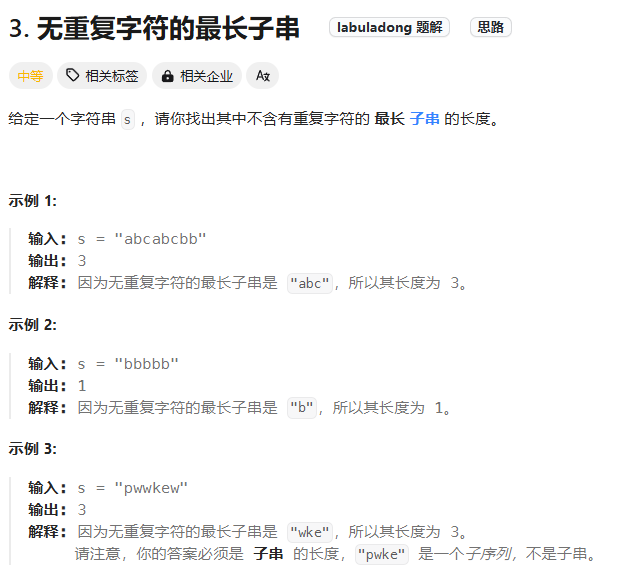 3. 无重复字符的最长子串 labuladong 题解 思路
中等 相关标签 相关企业 Aあ
给定一个字符串 s ，请你找出其中不含有重复字符的 最长 子串 的长度。
示例 1:
输入: s = "abcabcbb"
输出: 3
解释: 因为无重复字符的最长子串是 "abc"，所以其长度为 3。
示例 2:
输入: s = "bbbbb"
输出: 1
解释: 因为无重复字符的最长子串是 "b"，所以其长度为 1。
示例 3:
输入: s = "pwwkew"
输出: 3
解释: 因为无重复字符的最长子串是 "wke"，所以其长度为 3。
请注意，你的答案必须是 子串 的长度，"pwke" 是一个子序列，不是子串。